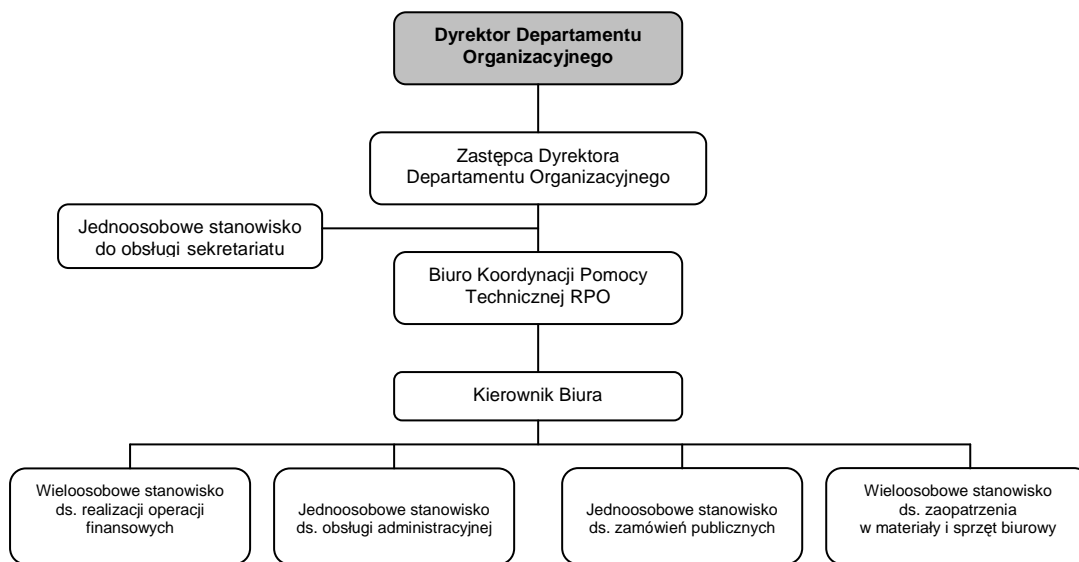 Dyrektor Departamentu
Organizacyjnego
Zastępca Dyrektora
Departamentu Organizacyjnego
Jednoosobowe stanowisko
do obsługi sekretariatu
Biuro Koordynacji Pomocy
Technicznej RPO
Kierownik Biura
Wieloosobowe stanowisko
ds. realizacji operacji
finansowych
Jednoosobowe stanowisko
ds. obsługi administracyjnej
Jednoosobowe stanowisko
ds. zamówień publicznych
Wieloosobowe stanowisko
ds. zaopatrzenia
w materiały i sprzęt biurowy